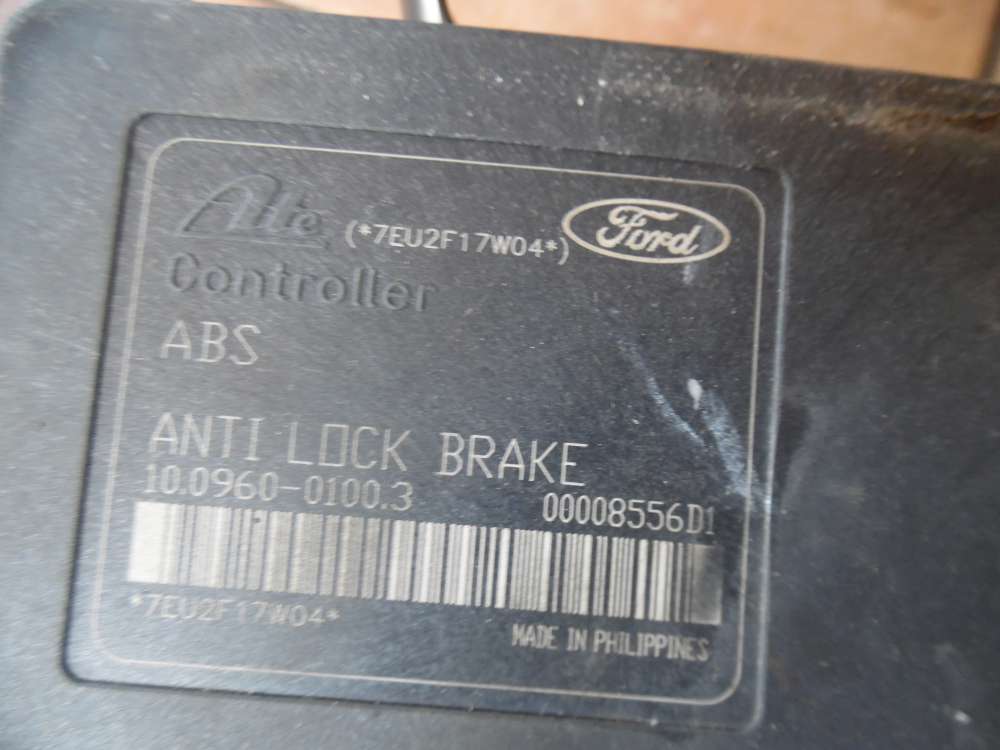 Ate (*7EU2F17W04*) Ford
Controller
ABS
ANTI LOCK BRAKE
10.0960-0100.3 00008556D1
*7EU2F17W04*
MADE IN PHILIPPINES